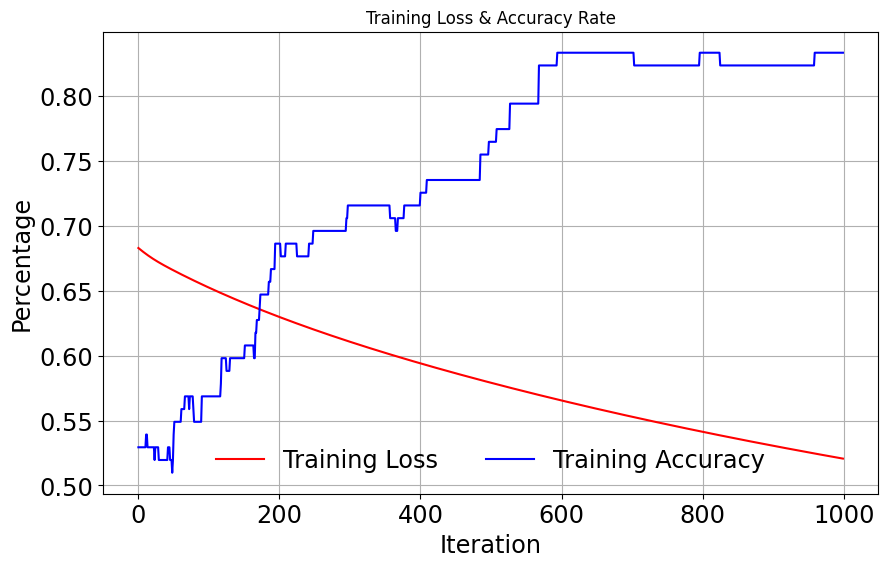 Training Loss & Accuracy Rate
Percentage
0.80
0.75
0.70
0.65
0.60
0.55
0.50
Training Loss Training Accuracy
0 200 400 600 800 1000
Iteration